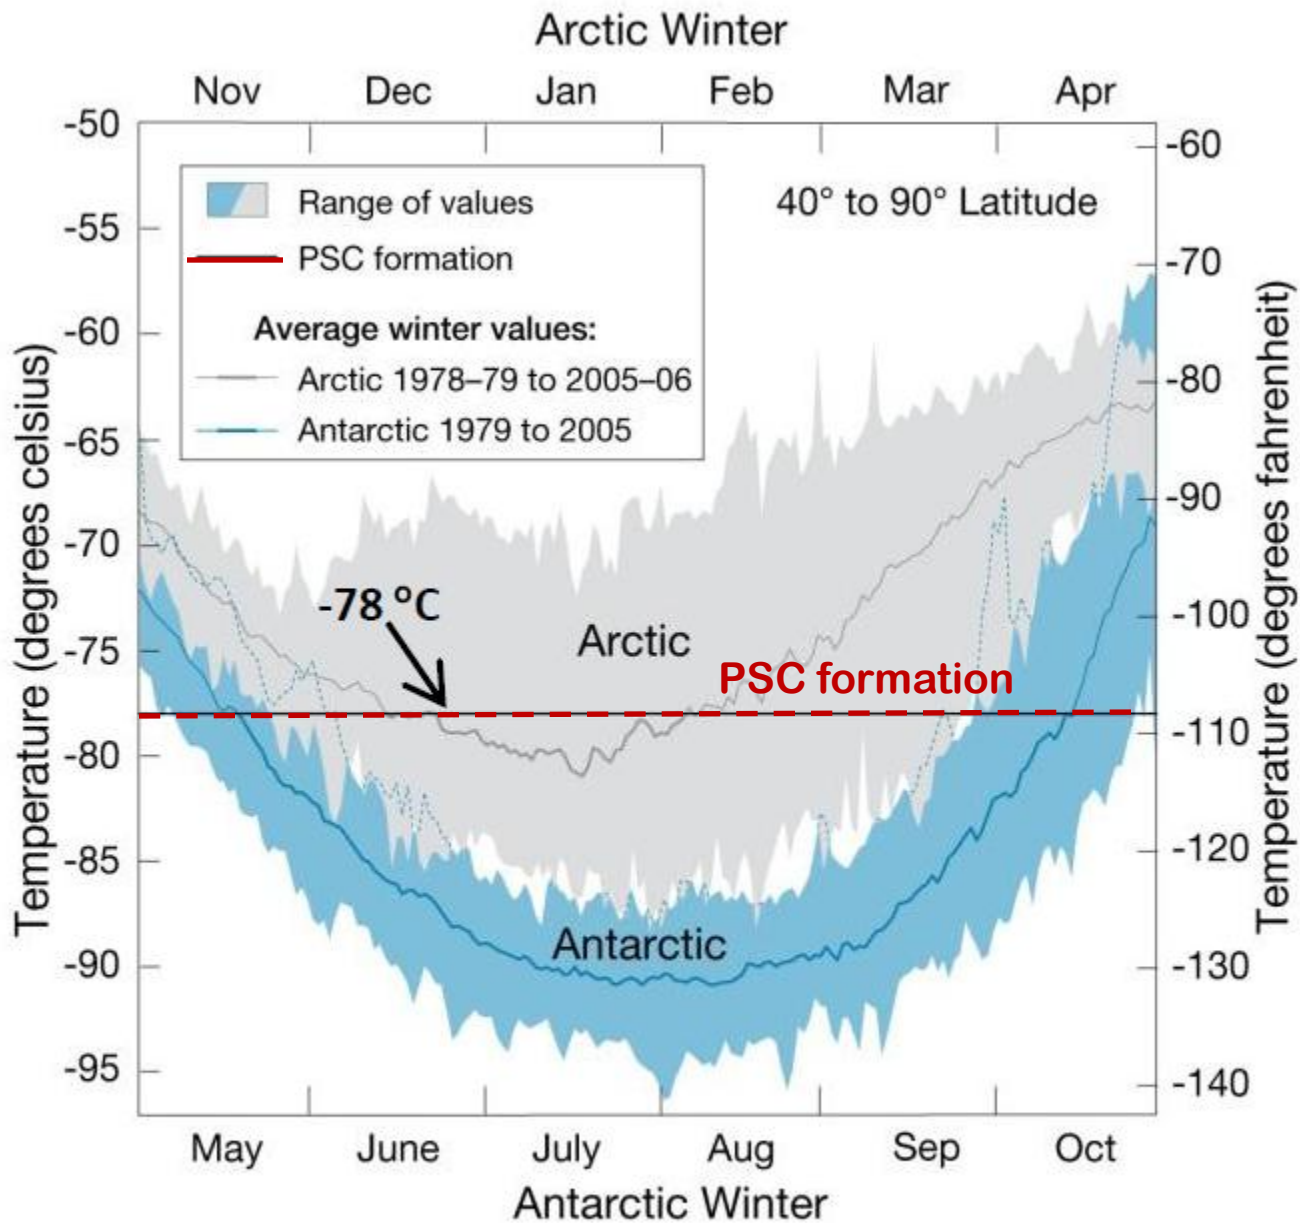 Arctic Winter
Nov Dec Jan Feb Mar Apr
-50
-55
-60
-65
-70
-75
-80
-85
-90
-95
Temperature (degrees celsius)
Range of values
PSC formation
Average winter values:
Arctic 1978–79 to 2005–06
Antarctic 1979 to 2005
40° to 90° Latitude
-78 °C
Arctic
PSC formation
Antarctic
-60
-70
-80
-90
-100
-110
-120
-130
-140
Temperature (degrees fahrenheit)
May June July Aug Sep Oct
Antarctic Winter